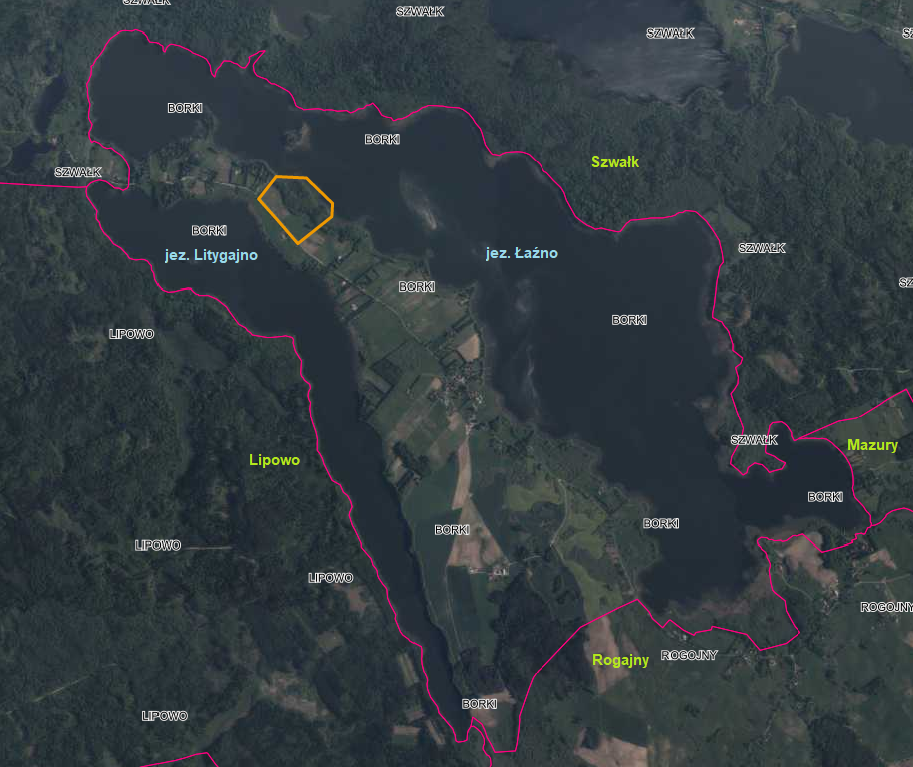 SZWAŁK
SZWAŁK
SZWAŁK
BORKI
BORKI
Szwałk
SZWAŁK
BORKI
jez. Litygajno
jez. Łaźno
SZWAŁK
BORKI
BORKI
LIPOWO
SZWAŁK
Mazury
Lipowo
BORKI
BORKI
BORKI
LIPOWO
LIPOWO
ROGOJNY
Rogajny
ROGOJNY
BORKI
LIPOWO